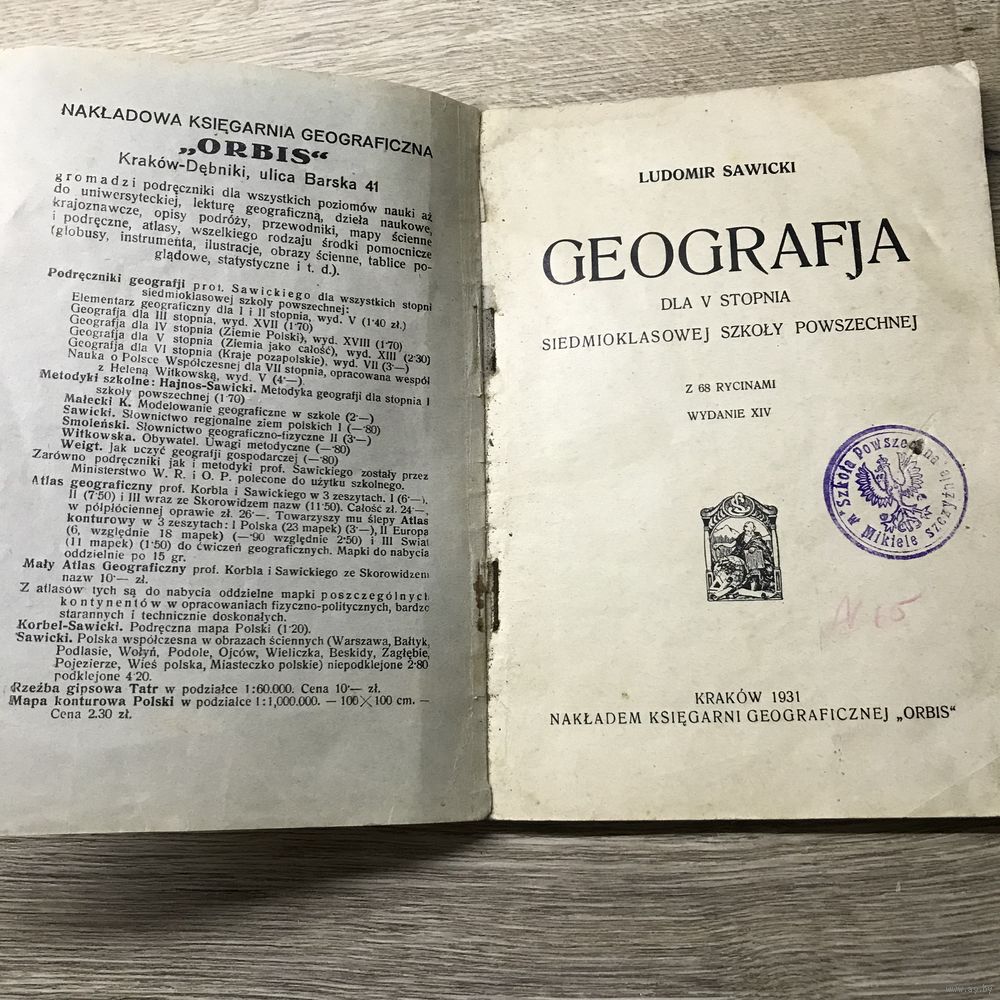 NAKŁADOWA KSIĘGARNIA GEOGRAFICZNA
„ORBIS“
Kraków-Dębniki, ulica Barska 41
gromadzi podręczniki dla wszystkich poziomów nauki aż
do uniwersyteckiej, lekturę geograficzną, dzieła naukowe,
krajoznawcze, opisy podróży, przewodniki, mapy ścienne
i podręczne, atlasy, wszelkiego rodzaju środki pomocnicze
(globusy, instrumenta, ilustracje, obrazy ścienne, tablice po-
glądowe, statystyczne i t. d.).
Podręczniki geografji prof. Sawickiego dla wszystkich stopni
siedmioklasowej szkoły powszechnej:
Elementarz geograficzny dla I i II stopnia, wyd. V (1·40 zł.)
Geografja dla III stopnia, wyd. XVII (1·70)
Geografja dla IV stopnia (Ziemie Polski), wyd. XVIII (1·70)
Geografja dla V stopnia (Ziemia jako całość), wyd. XIII (2·30)
Geografja dla VI stopnia (Kraje pozapolskie), wyd. VII (3·—)
Nauka o Polsce Współczesnej dla VII stopnia, opracowana wespół
z Heleną Witkowską, wyd. V (4·—).
Metodyki szkolne: Hajnos-Sawicki. Metodyka geografji dla stopnia I
szkoły powszechnej (1·70)
Małecki K. Modelowanie geograficzne w szkole (2·—)
Sawicki. Słownictwo regjonalne ziem polskich I (—·80)
Smoleński. Słownictwo geograficzno-fizyczne II (3·—)
Witkowska. Obywatel. Uwagi metodyczne (—·80)
Weigt. Jak uczyć geografji gospodarczej (—·80)
Zarówno podręczniki jak i metodyki prof. Sawickiego zostały przez
Ministerstwo W. R. i O. P. polecone do użytku szkolnego.
Atlas geograficzny prof. Korbla i Sawickiego w 3 zeszytach. I (6·—),
II (7·50) i III wraz ze Skorowidzem nazw (11·50). Całość zł. 24·—,
w półpłóciennej oprawie zł. 26·—. Towarzyszy mu ślepy Atlas
konturowy w 3 zeszytach: I Polska (23 mapek) (3·—), II Europa
(6, względnie 18 mapek) (—·90 względnie 2·50) i III Świat
(11 mapek) (1·50) do ćwiczeń geograficznych. Mapki do nabycia
oddzielnie po 15 gr.
Mały Atlas Geograficzny prof. Korbla i Sawickiego ze Skorowidzem
nazw 10·— zł.
Z atlasów tych są do nabycia oddzielne mapki poszczególnych
kontynentów w opracowaniach fizyczno-politycznych, bardzo
starannych i technicznie doskonałych.
Korbel-Sawicki. Podręczna mapa Polski (1·20).
Sawicki. Polska współczesna w obrazach ściennych (Warszawa, Bałtyk,
Podlasie, Wołyń, Podole, Ojców, Wieliczka, Beskidy, Zagłębie,
Pojezierze, Wieś polska, Miasteczko polskie) niepodklejone 2·80
podklejone 4·20.
Rzeźba gipsowa Tatr w podziałce 1:60.000. Cena 10·— zł.
Mapa konturowa Polski w podziałce 1:1,000.000. — 100×100 cm. —
Cena 2.30 zł.
LUDOMIR SAWICKI
GEOGRAFJA
DLA V STOPNIA
SIEDMIOKLASOWEJ SZKOŁY POWSZECHNEJ
Z 68 RYCINAMI
WYDANIE XIV
Szkoła Powszechna
w Mikiele
N 65
KRAKÓW 1931
NAKŁADEM KSIĘGARNI GEOGRAFICZNEJ „ORBIS“
www.ay.by